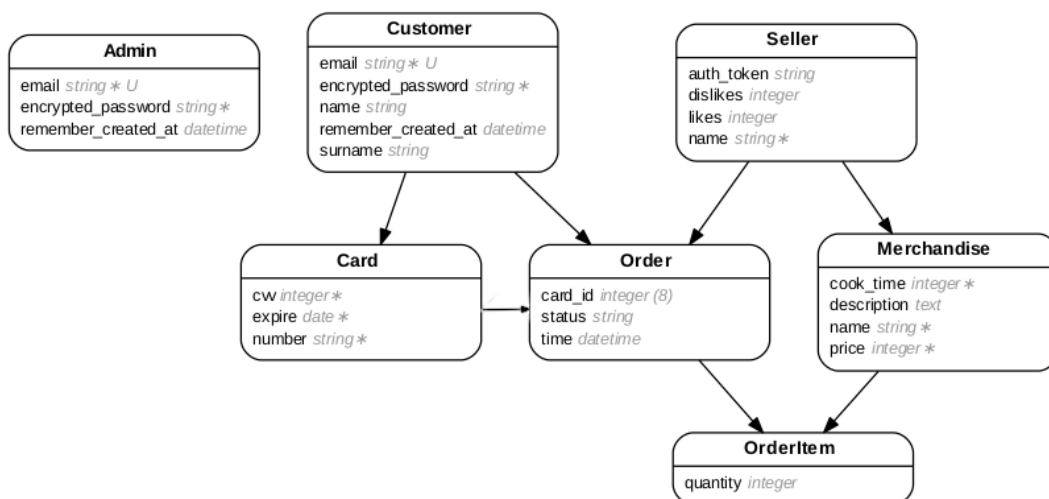 Admin
email string* U
encrypted_password string*
remember_created_at datetime
Customer
email string* U
encrypted_password string*
name string
remember_created_at datetime
surname string
Seller
auth_token string
dislikes integer
likes integer
name string*
Card
cvv integer*
expire date*
number string*
Order
card_id integer (8)
status string
time datetime
Merchandise
cook_time integer*
description text
name string*
price integer*
OrderItem
quantity integer